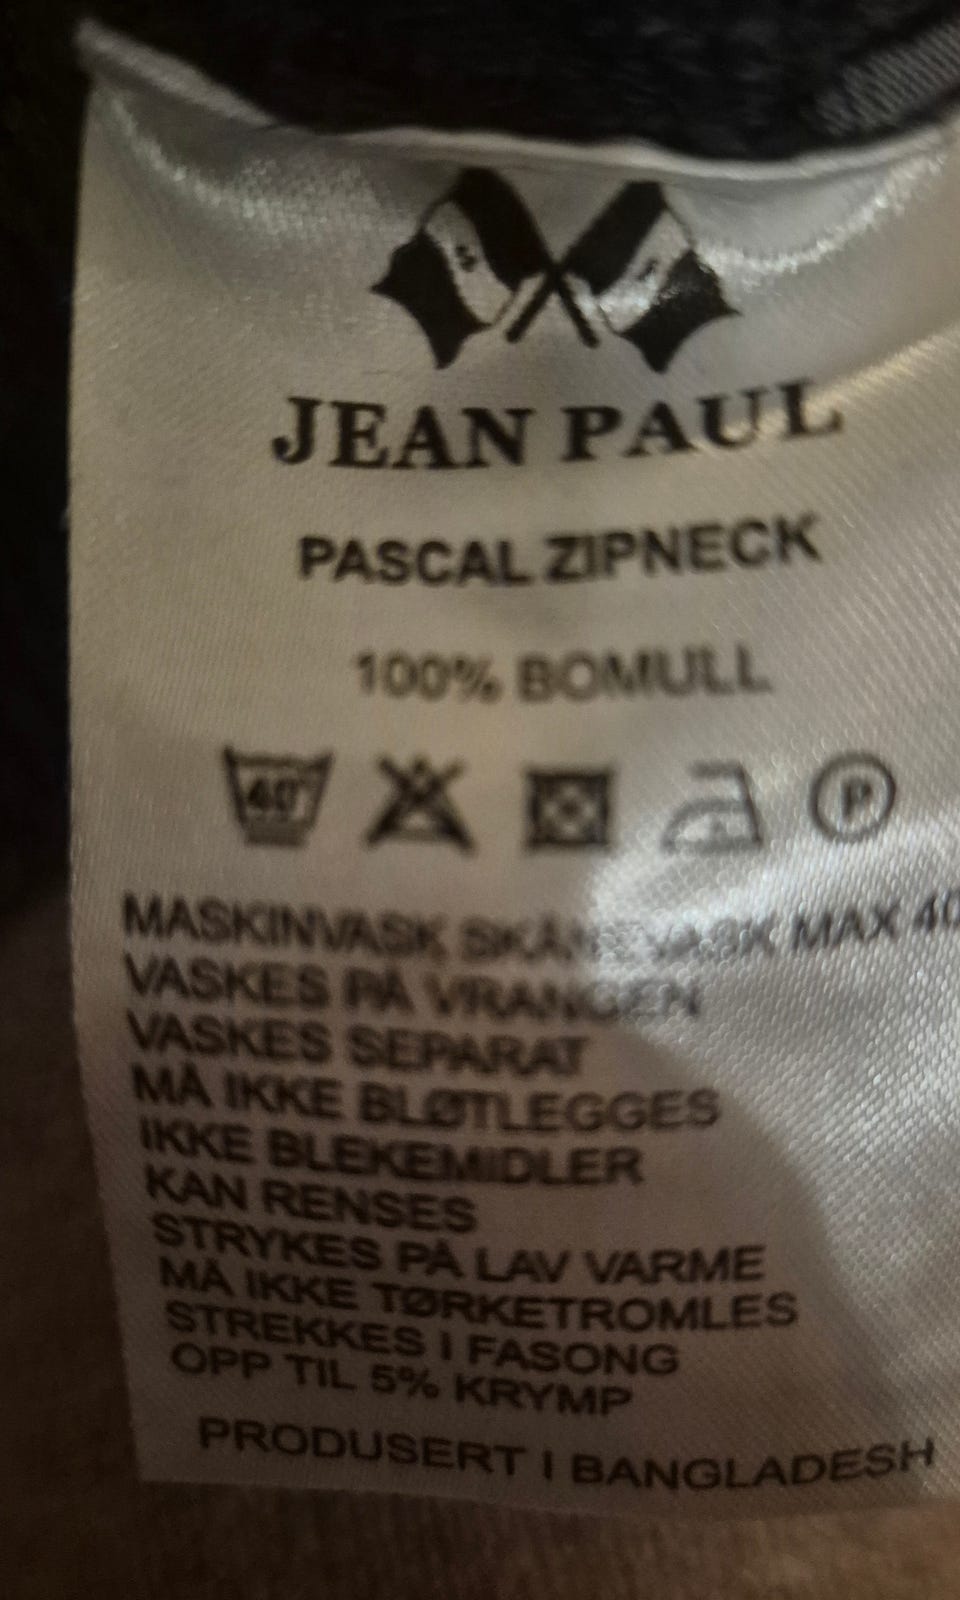 JEAN PAUL
PASCAL ZIPNECK
100% BOMULL
40° P
MASKINVASK SKÅNEVASK MAX 40
VASKES PÅ VRANGEN
VASKES SEPARAT
MÅ IKKE BLØTLEGGES
IKKE BLEKEMIDLER
KAN RENSES
STRYKES PÅ LAV VARME
MÅ IKKE TØRKETROMLES
STREKKES I FASONG
OPP TIL 5% KRYMP
PRODUSERT I BANGLADESH